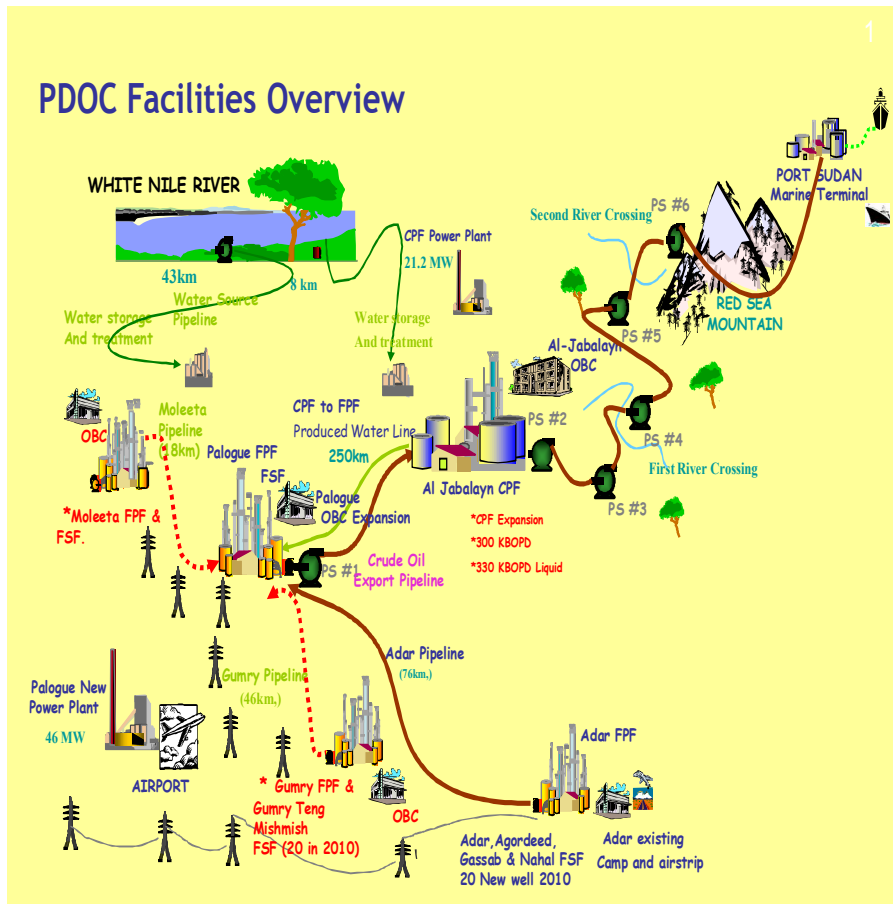 1
PDOC Facilities Overview
WHITE NILE RIVER
PORT SUDAN
Marine Terminal
PS #6
Second River Crossing
CPF Power Plant
21.2 MW
43km
8 km
Water Source
Pipeline
Water storage
And treatment
Water storage
And treatment
RED SEA
MOUNTAIN
PS #5
Al-Jabalayn
OBC
CPF to FPF
Produced Water Line
250km
Moleeta
Pipeline
(18km)
OBC
PS #2
PS #4
First River Crossing
Palogue FPF
FSF
Palogue
OBC Expansion
Al Jabalayn CPF
PS #3
*Moleeta FPF &
FSF.
*CPF Expansion
*300 KBOPD
*330 KBOPD Liquid
PS #1
Crude Oil
Export Pipeline
Adar Pipeline
(76km,)
Gumry Pipeline
(46km,)
Palogue New
Power Plant
46 MW
AIRPORT
Adar FPF
* Gumry FPF &
Gumry Teng
Mishmish
FSF (20 in 2010)
OBC
Adar,Agordeed,
Gassab & Nahal FSF
20 New well 2010
Adar existing
Camp and airstrip